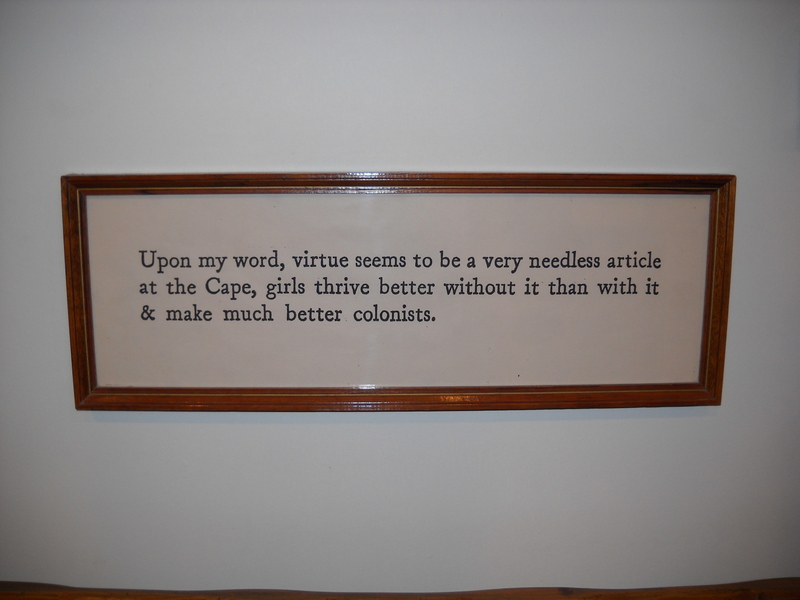 Upon my word, virtue seems to be a very needless article
at the Cape, girls thrive better without it than with it
& make much better colonists.